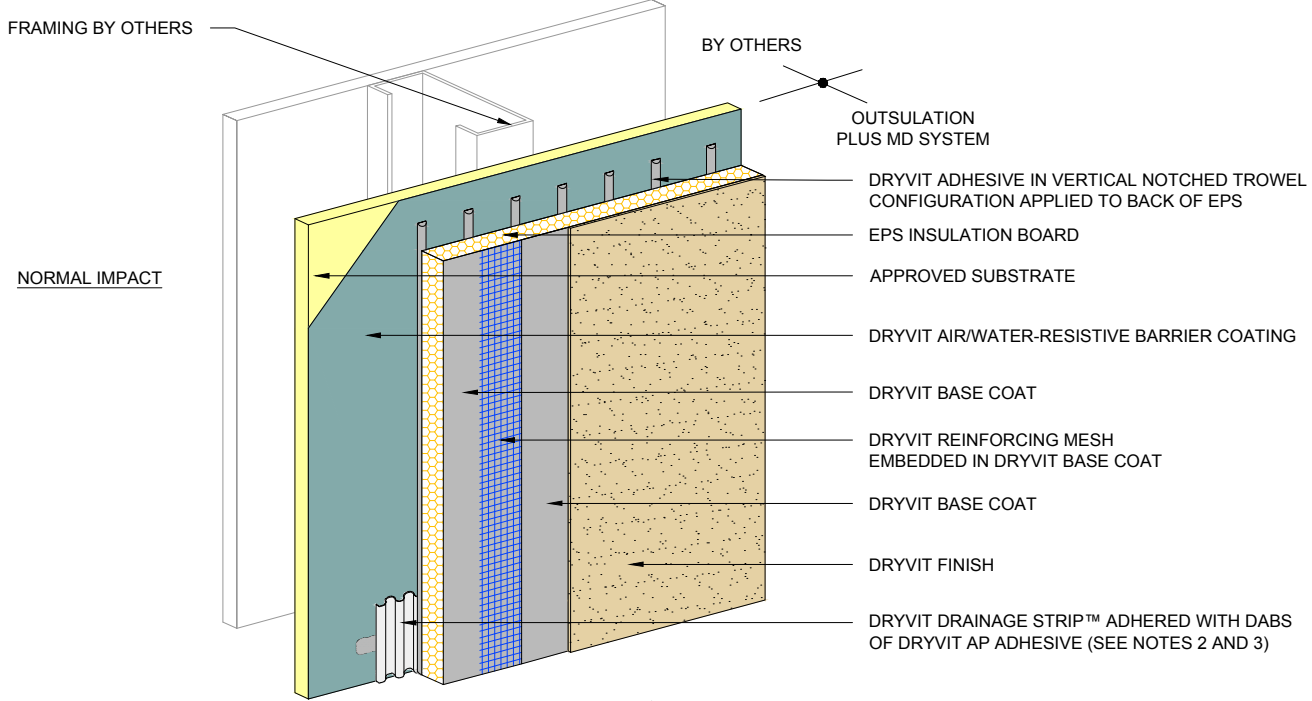 FRAMING BY OTHERS
BY OTHERS
OUTSULATION
PLUS MD SYSTEM
DRYVIT ADHESIVE IN VERTICAL NOTCHED TROWEL
CONFIGURATION APPLIED TO BACK OF EPS
EPS INSULATION BOARD
NORMAL IMPACT
APPROVED SUBSTRATE
DRYVIT AIR/WATER-RESISTIVE BARRIER COATING
DRYVIT BASE COAT
DRYVIT REINFORCING MESH
EMBEDDED IN DRYVIT BASE COAT
DRYVIT BASE COAT
DRYVIT FINISH
DRYVIT DRAINAGE STRIP™ ADHERED WITH DABS
OF DRYVIT AP ADHESIVE (SEE NOTES 2 AND 3)